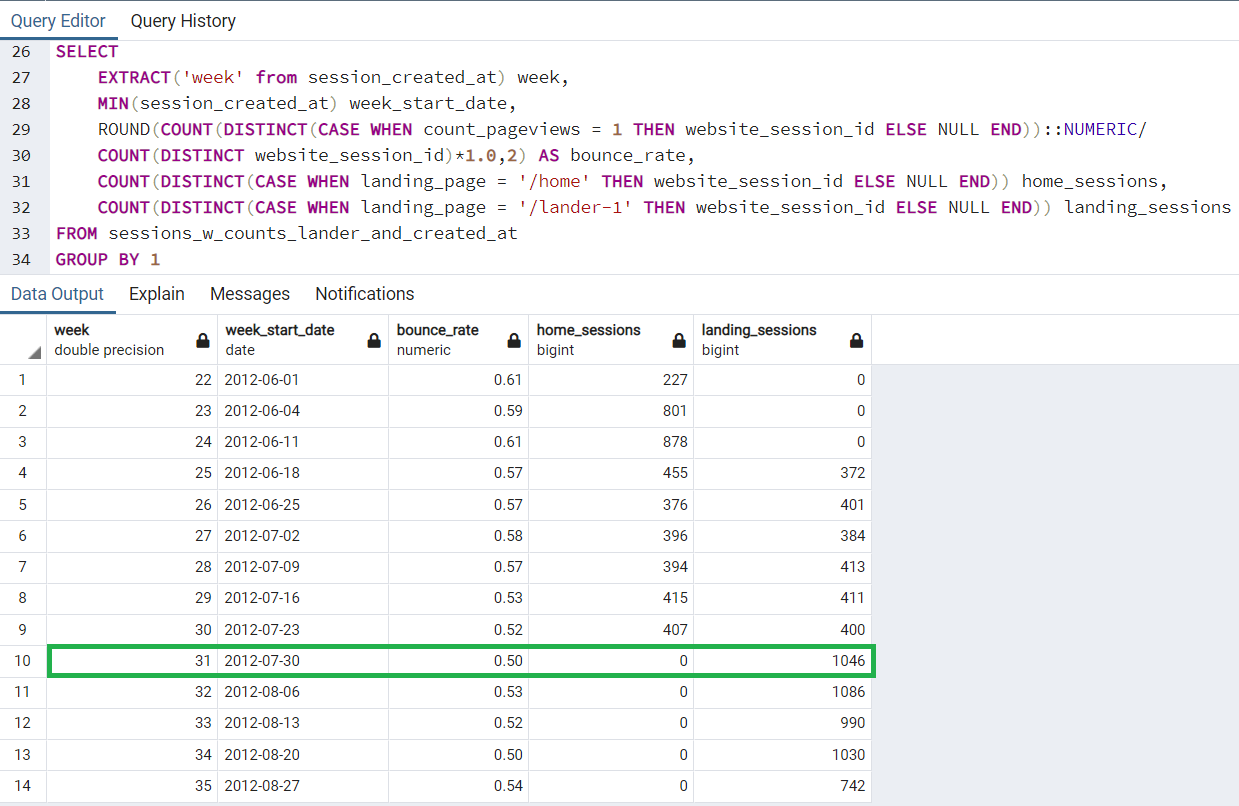 Query Editor Query History
26 SELECT
27 EXTRACT('week' from session_created_at) week,
28 MIN(session_created_at) week_start_date,
29 ROUND(COUNT(DISTINCT(CASE WHEN count_pageviews = 1 THEN website_session_id ELSE NULL END))::NUMERIC/
30 COUNT(DISTINCT website_session_id)*1.0,2) AS bounce_rate,
31 COUNT(DISTINCT(CASE WHEN landing_page = '/home' THEN website_session_id ELSE NULL END)) home_sessions,
32 COUNT(DISTINCT(CASE WHEN landing_page = '/lander-1' THEN website_session_id ELSE NULL END)) landing_sessions
33 FROM sessions_w_counts_lander_and_created_at
34 GROUP BY 1
Data Output Explain Messages Notifications
week week_start_date bounce_rate home_sessions landing_sessions
double precision date numeric bigint bigint
1 22 2012-06-01 0.61 227 0
2 23 2012-06-04 0.59 801 0
3 24 2012-06-11 0.61 878 0
4 25 2012-06-18 0.57 455 372
5 26 2012-06-25 0.57 376 401
6 27 2012-07-02 0.58 396 384
7 28 2012-07-09 0.57 394 413
8 29 2012-07-16 0.53 415 411
9 30 2012-07-23 0.52 407 400
10 31 2012-07-30 0.50 0 1046
11 32 2012-08-06 0.53 0 1086
12 33 2012-08-13 0.52 0 990
13 34 2012-08-20 0.50 0 1030
14 35 2012-08-27 0.54 0 742